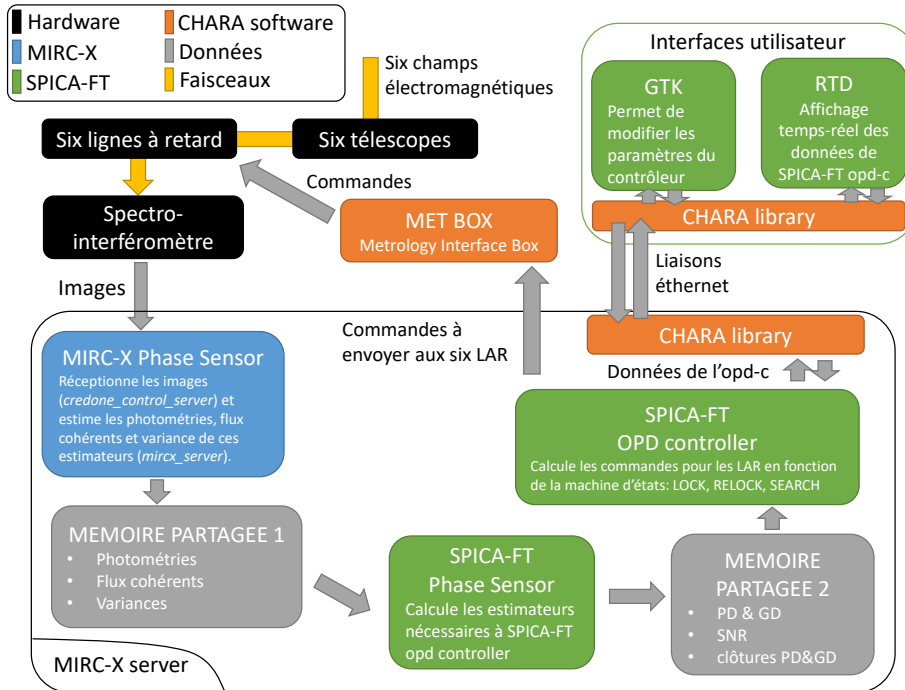 Hardware
MIRC-X
SPICA-FT
CHARA software
Données
Faisceaux
Six champs
électromagnétiques
Six lignes à retard
Six télescopes
Commandes
Spectro-
interféromètre
MET BOX
Metrology Interface Box
Images
Interfaces utilisateur
GTK
Permet de
modifier les
paramètres du
contrôleur
RTD
Affichage
temps-réel des
données de
SPICA-FT opd-c
CHARA library
Liaisons
éthernet
Commandes à
envoyer aux six LAR
CHARA library
Données de l'opd-c
MIRC-X Phase Sensor
Réceptionne les images
(credone_control_server) et
estime les photométries, flux
cohérents et variance de ces
estimateurs (mircx_server).
SPICA-FT
OPD controller
Calcule les commandes pour les LAR en fonction
de la machine d'états: LOCK, RELOCK, SEARCH
MEMOIRE PARTAGEE 1
• Photométries
• Flux cohérents
• Variances
SPICA-FT
Phase Sensor
Calcule les estimateurs
nécessaires à SPICA-FT
opd controller
MEMOIRE
PARTAGEE 2
• PD & GD
• SNR
• clôtures PD&GD
MIRC-X server